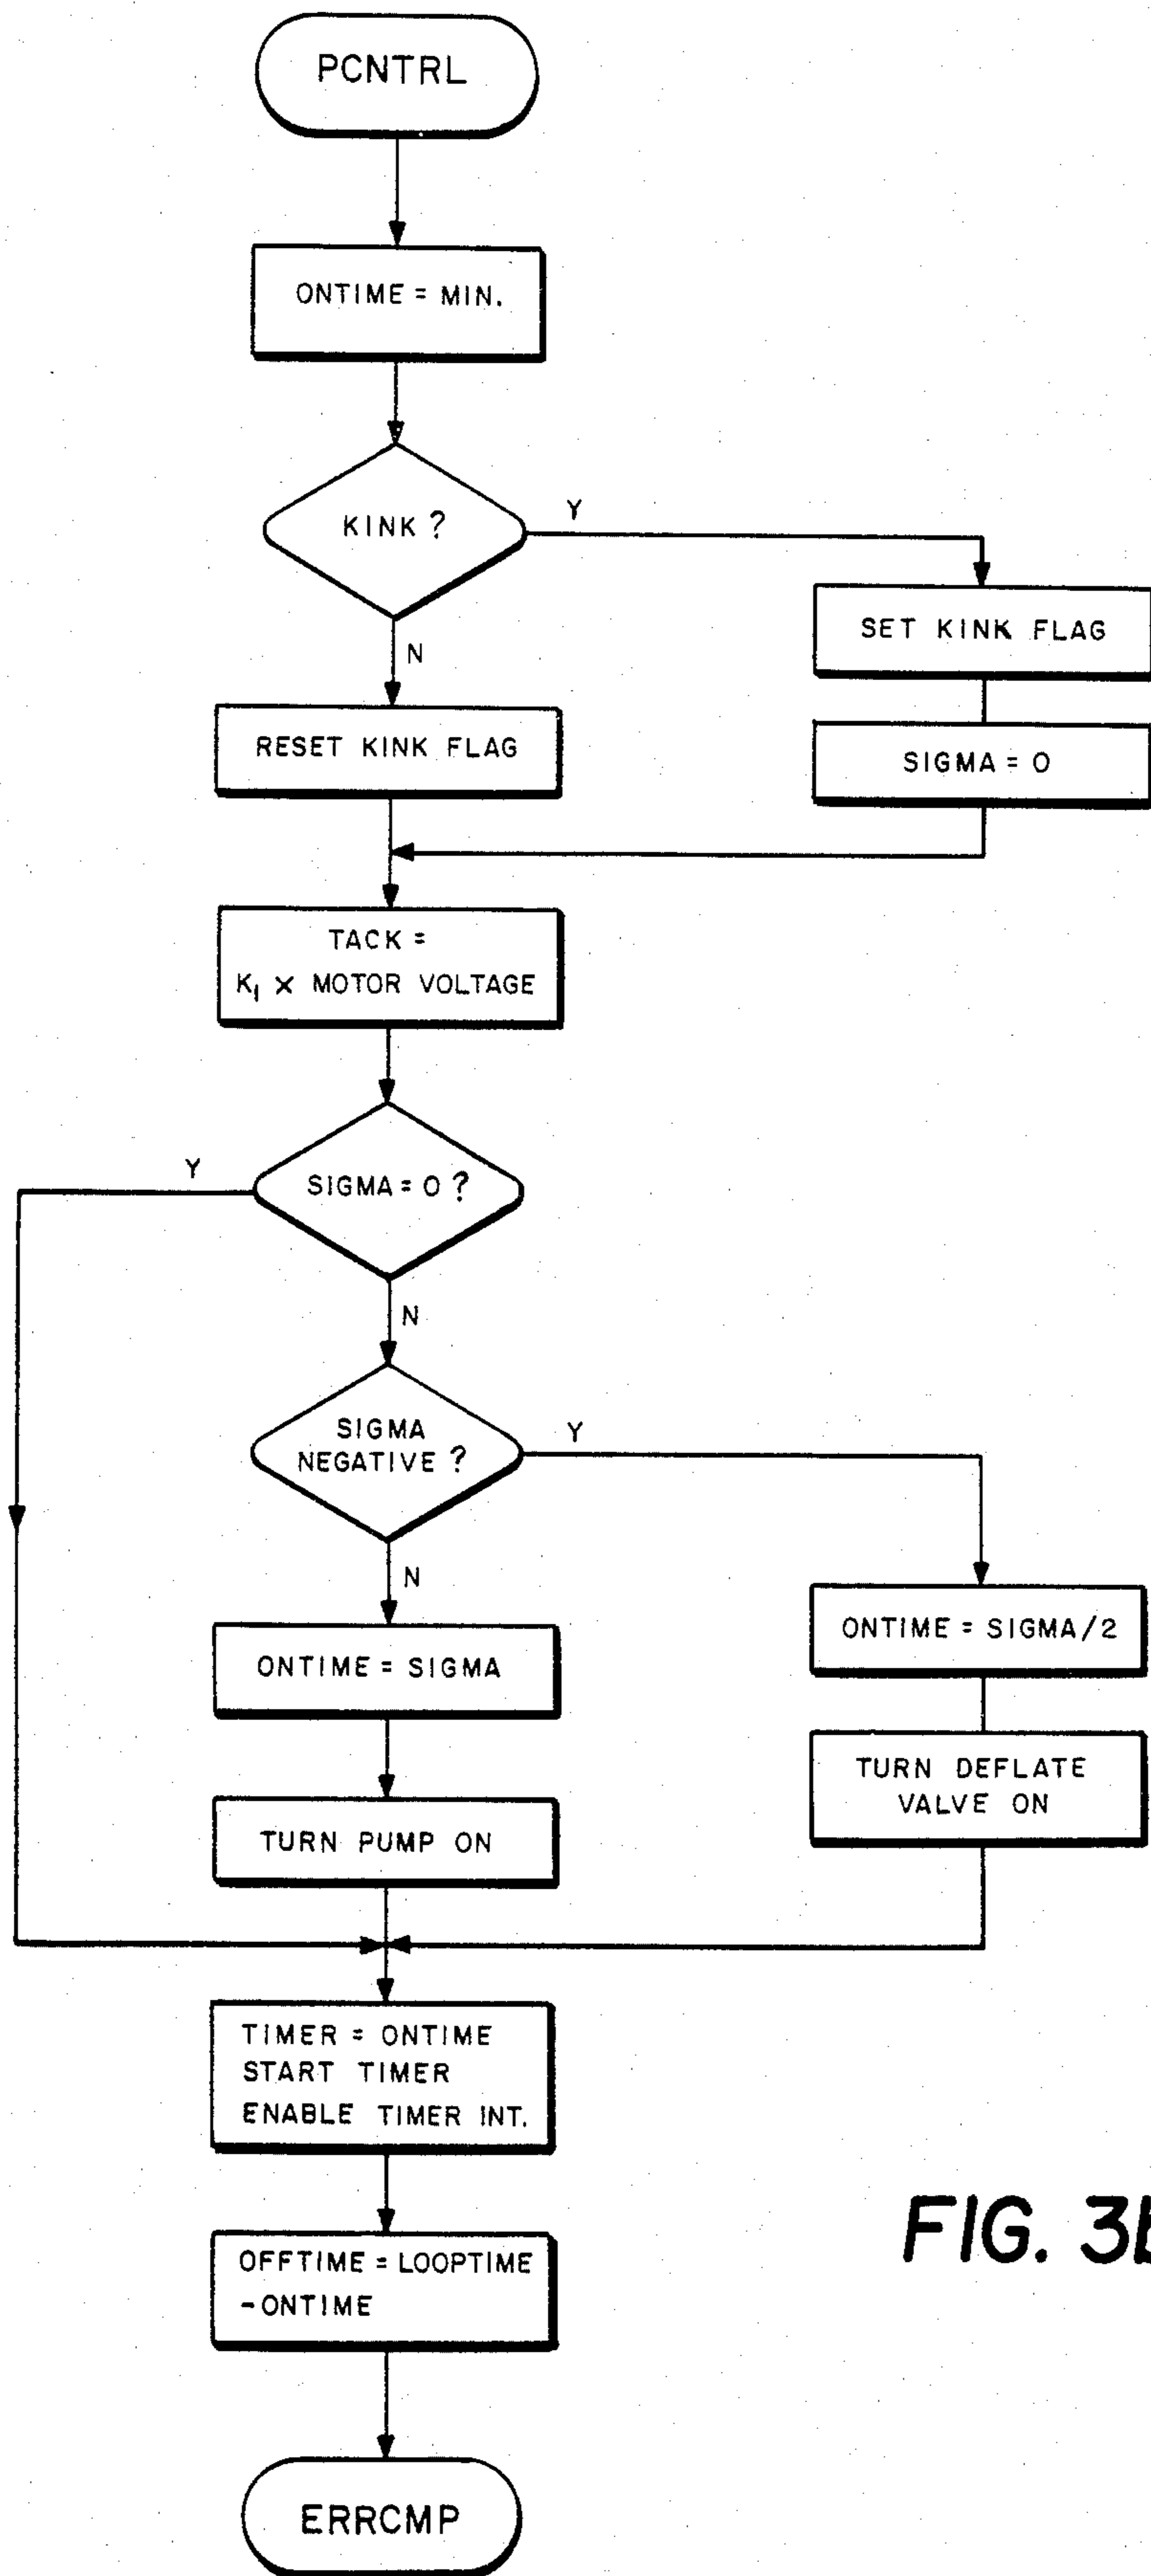 PCNTRL
ONTIME = MIN.
KINK ?
Y
N
SET KINK FLAG
RESET KINK FLAG
SIGMA = 0
TACK =
K₁ × MOTOR VOLTAGE
Y
SIGMA = 0 ?
N
SIGMA
NEGATIVE ?
Y
N
ONTIME = SIGMA/2
ONTIME = SIGMA
TURN DEFLATE
VALVE ON
TURN PUMP ON
TIMER = ONTIME
START TIMER
ENABLE TIMER INT.
OFFTIME = LOOPTIME
-ONTIME
FIG. 3b
ERRCMP